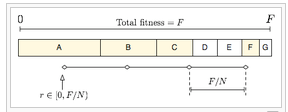 0 F
Total fitness = F
A B C D E F G
F/N
r ∈ [0, F/N)